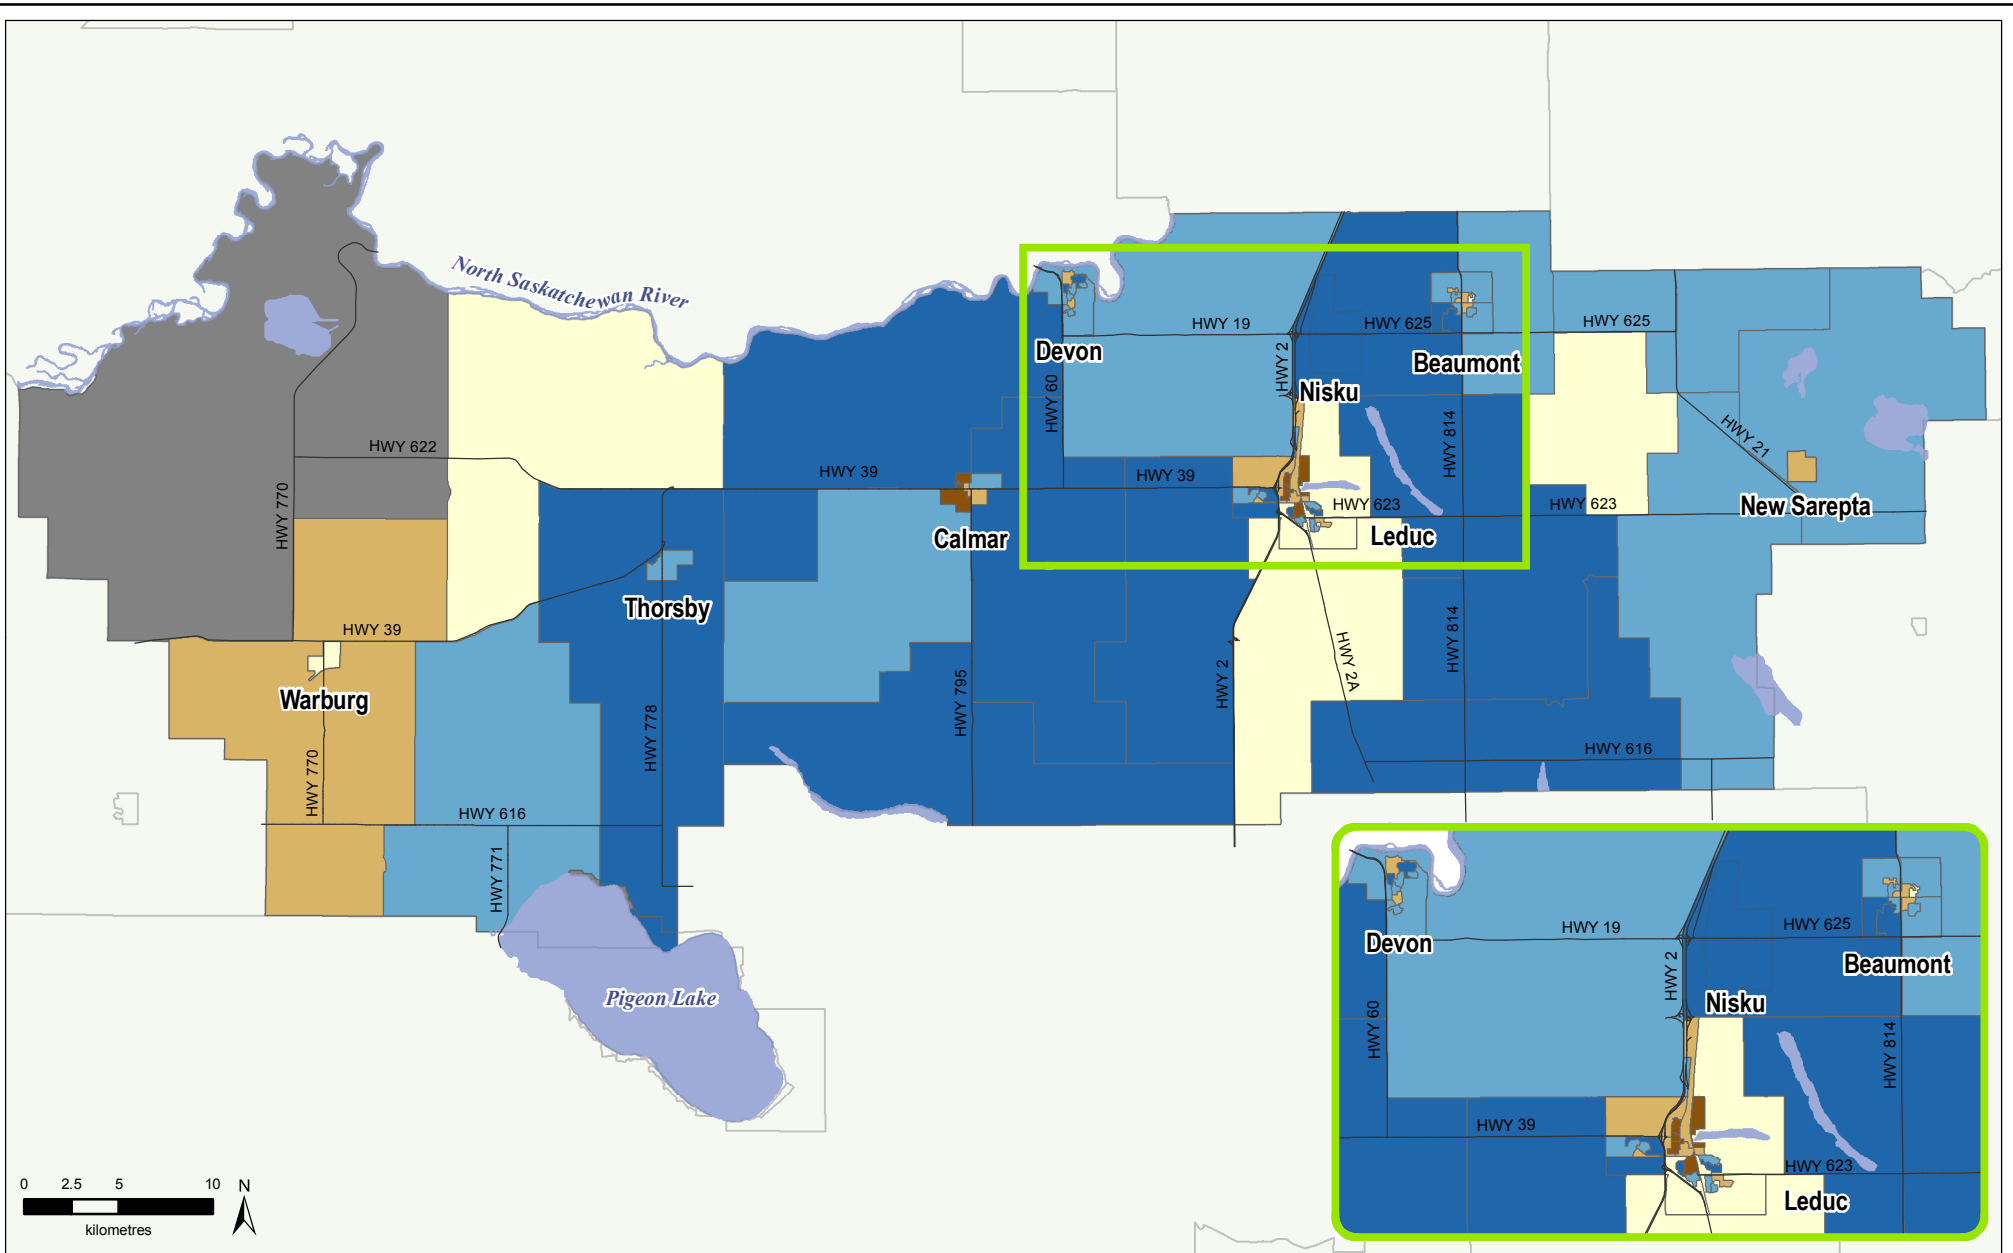 North Saskatchewan River
HWY 19
HWY 625
HWY 625
Devon
HWY 2
Beaumont
Nisku
HWY 60
HWY 814
HWY 21
HWY 622
HWY 39
HWY 39
HWY 770
HWY 623
HWY 623
New Sarepta
Calmar
Leduc
Thorsby
HWY 39
HWY 814
HWY 2A
Warburg
HWY 795
HWY 2
HWY 778
HWY 616
HWY 770
HWY 616
HWY 771
Pigeon Lake
HWY 19
HWY 625
Devon
HWY 2
Beaumont
Nisku
HWY 60
HWY 814
HWY 39
HWY 623
Leduc
0 2.5 5 10 N
kilometres